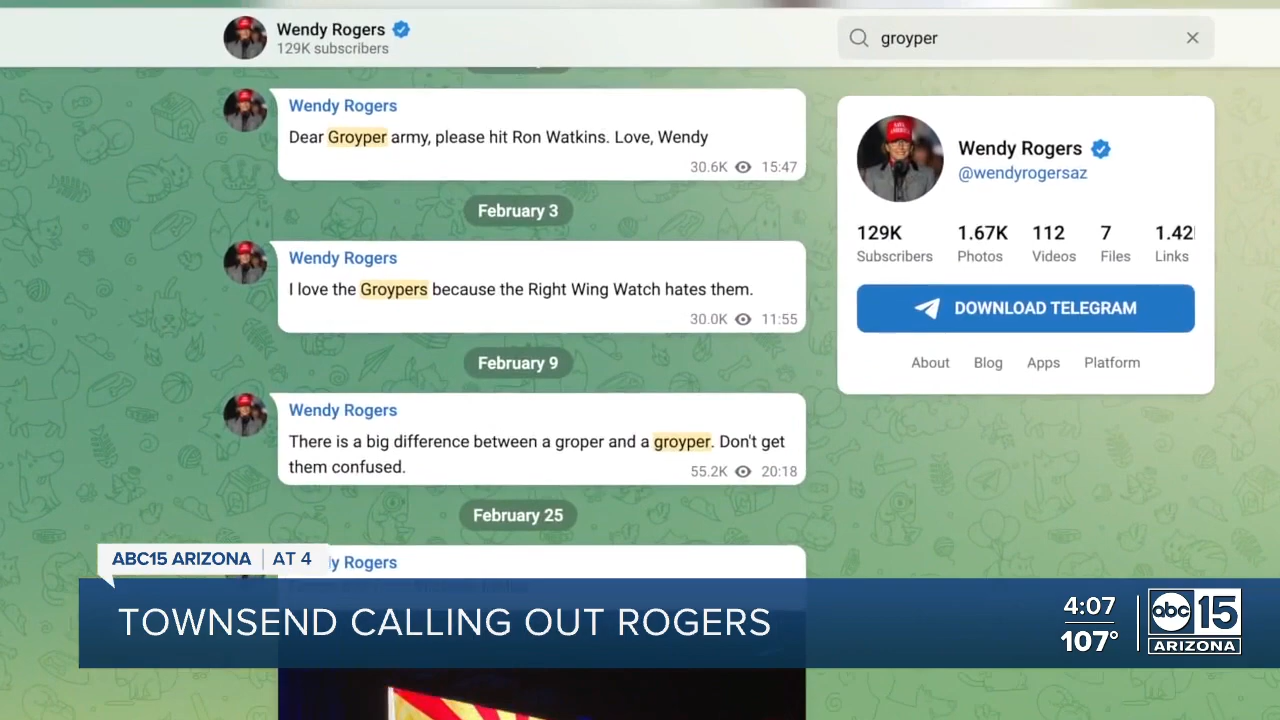 Wendy Rogers
129K subscribers
groyper
Wendy Rogers
Dear Groyper army, please hit Ron Watkins. Love, Wendy
30.6K 15:47
February 3
Wendy Rogers
I love the Groypers because the Right Wing Watch hates them.
30.0K 11:55
February 9
Wendy Rogers
There is a big difference between a groper and a groyper. Don't get
them confused.
55.2K 20:18
February 25
dy Rogers
Wendy Rogers
@wendyrogersaz
129K 1.67K 112 7 1.42
Subscribers Photos Videos Files Links
DOWNLOAD TELEGRAM
About Blog Apps Platform
ABC15 ARIZONA AT 4
TOWNSEND CALLING OUT ROGERS
4:07
107°
abc 15
ARIZONA